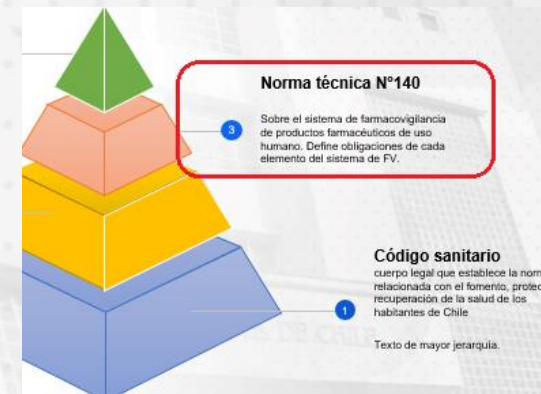 Norma técnica N°140
Sobre el sistema de farmacovigilancia
de productos farmacéuticos de uso
humano. Define obligaciones de cada
elemento del sistema de FV.
3
Código sanitario
cuerpo legal que establece la
relacionada con el fomento,
recuperación de la salud de los
habitantes de Chile
1
Texto de mayor jerarquía.
DE CHILE